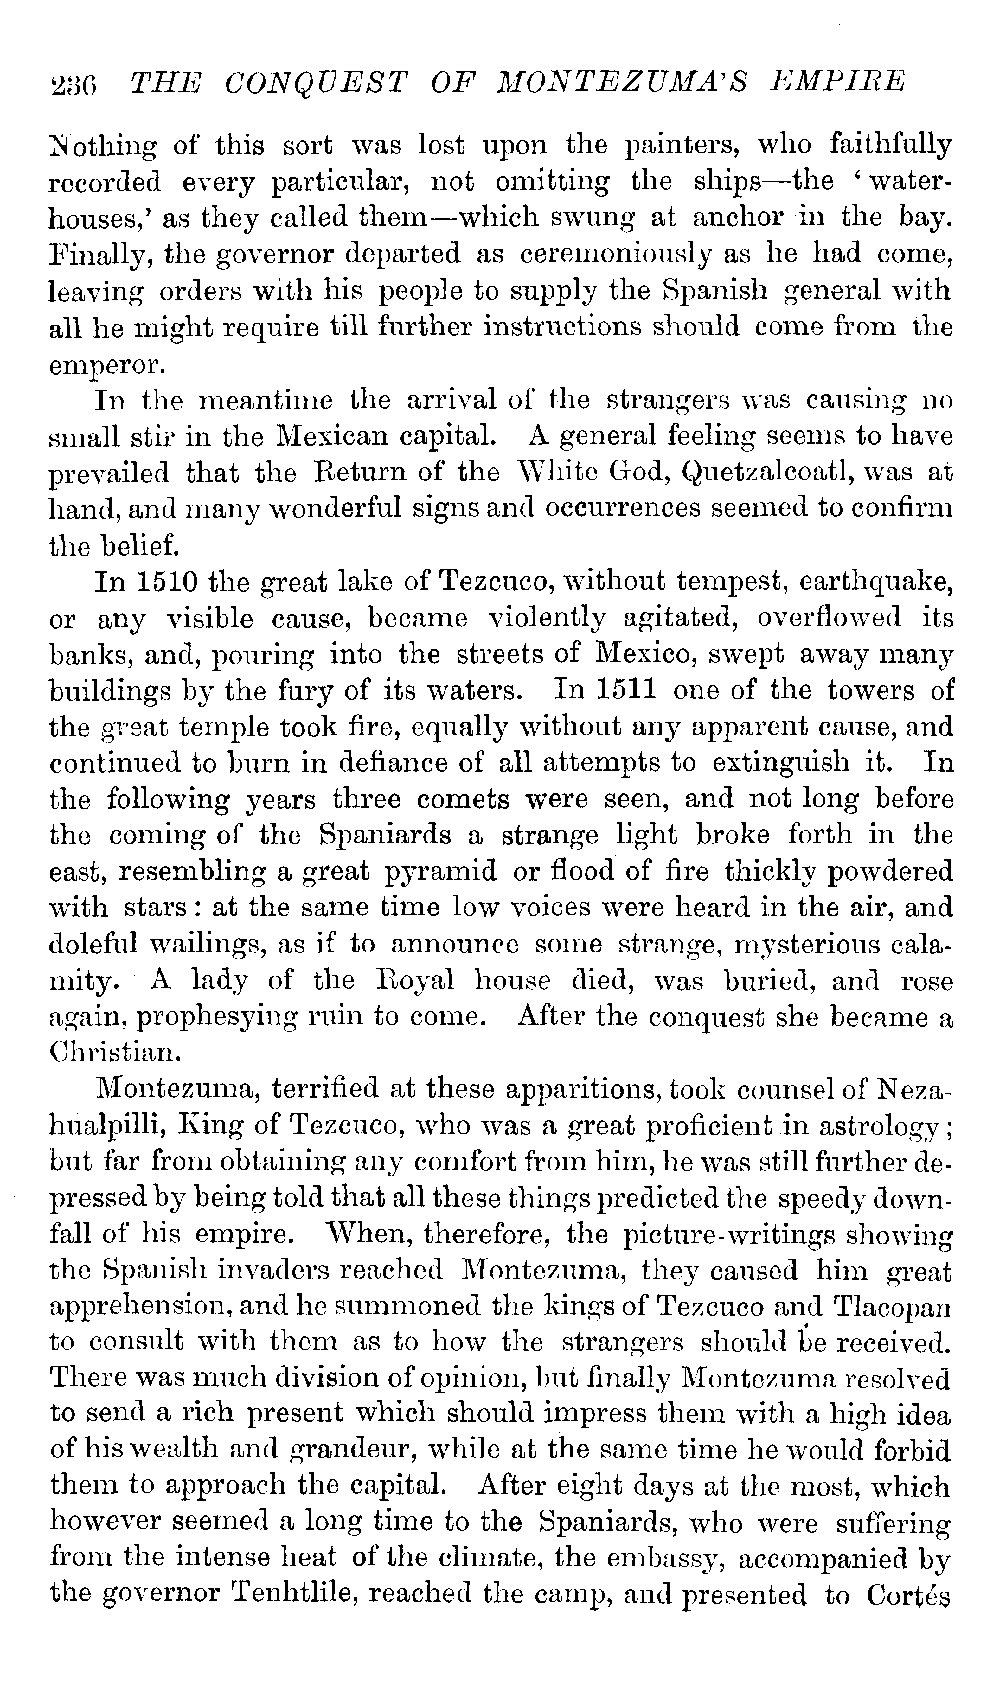 236 THE CONQUEST OF MONTEZUMA'S EMPIRE
Nothing of this sort was lost upon the painters, who faithfully
recorded every particular, not omitting the ships—the ‘water-
houses,’ as they called them—which swung at anchor in the bay.
Finally, the governor departed as ceremoniously as he had come,
leaving orders with his people to supply the Spanish general with
all he might require till further instructions should come from the
emperor.
In the meantime the arrival of the strangers was causing no
small stir in the Mexican capital. A general feeling seems to have
prevailed that the Return of the White God, Quetzalcoatl, was at
hand, and many wonderful signs and occurrences seemed to confirm
the belief.
In 1510 the great lake of Tezcuco, without tempest, earthquake,
or any visible cause, became violently agitated, overflowed its
banks, and, pouring into the streets of Mexico, swept away many
buildings by the fury of its waters. In 1511 one of the towers of
the great temple took fire, equally without any apparent cause, and
continued to burn in defiance of all attempts to extinguish it. In
the following years three comets were seen, and not long before
the coming of the Spaniards a strange light broke forth in the
east, resembling a great pyramid or flood of fire thickly powdered
with stars: at the same time low voices were heard in the air, and
doleful wailings, as if to announce some strange, mysterious cala-
mity. A lady of the Royal house died, was buried, and rose
again, prophesying ruin to come. After the conquest she became a
Christian.
Montezuma, terrified at these apparitions, took counsel of Neza-
hualpilli, King of Tezcuco, who was a great proficient in astrology;
but far from obtaining any comfort from him, he was still further de-
pressed by being told that all these things predicted the speedy down-
fall of his empire. When, therefore, the picture-writings showing
the Spanish invaders reached Montezuma, they caused him great
apprehension, and he summoned the kings of Tezcuco and Tlacopan
to consult with them as to how the strangers should be received.
There was much division of opinion, but finally Montezuma resolved
to send a rich present which should impress them with a high idea
of his wealth and grandeur, while at the same time he would forbid
them to approach the capital. After eight days at the most, which
however seemed a long time to the Spaniards, who were suffering
from the intense heat of the climate, the embassy, accompanied by
the governor Tenhtlile, reached the camp, and presented to Cortés